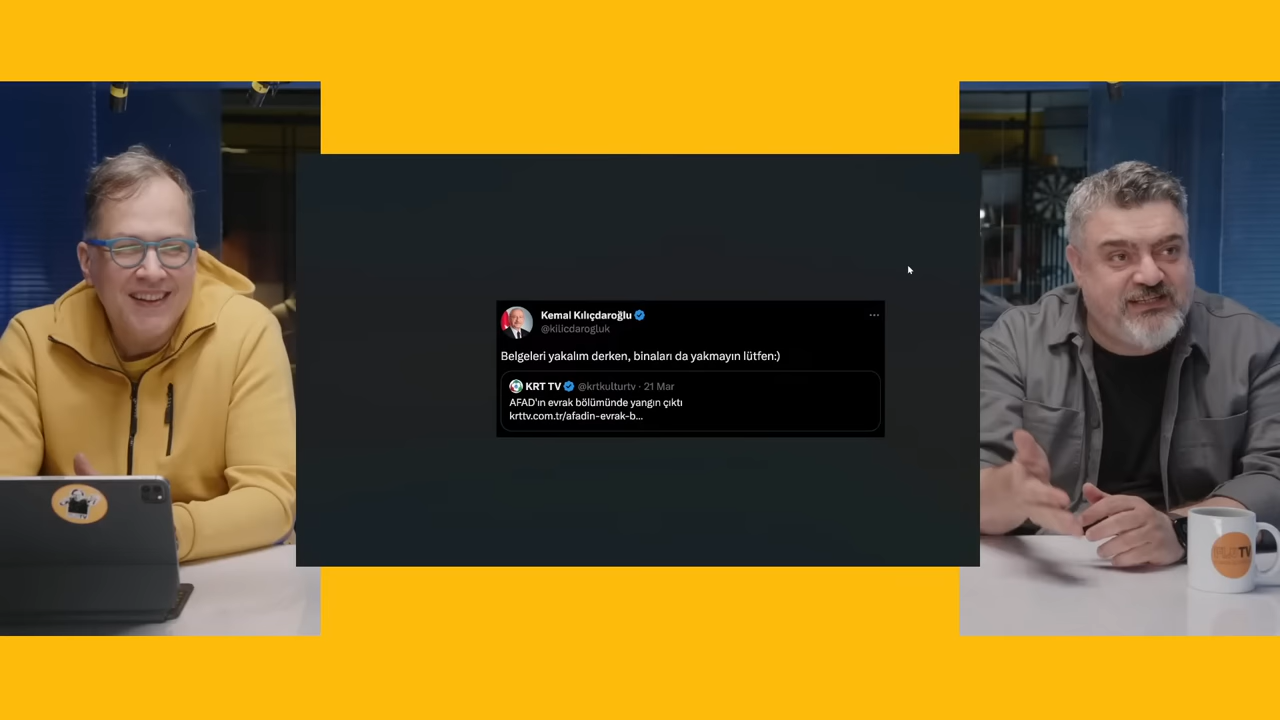 Kemal Kılıçdaroğlu
@kilicdarogluk
Belgeleri yakalım derken, binaları da yakmayın lütfen:)
KRT TV @krtkulturtv · 21 Mar
AFAD'ın evrak bölümünde yangın çıktı
krttv.com.tr/afadin-evrak-b...